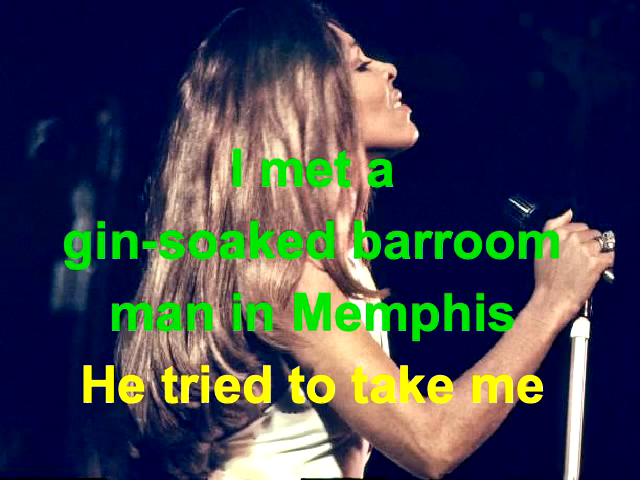 I met a
gin-soaked barroom
man in Memphis
He tried to take me